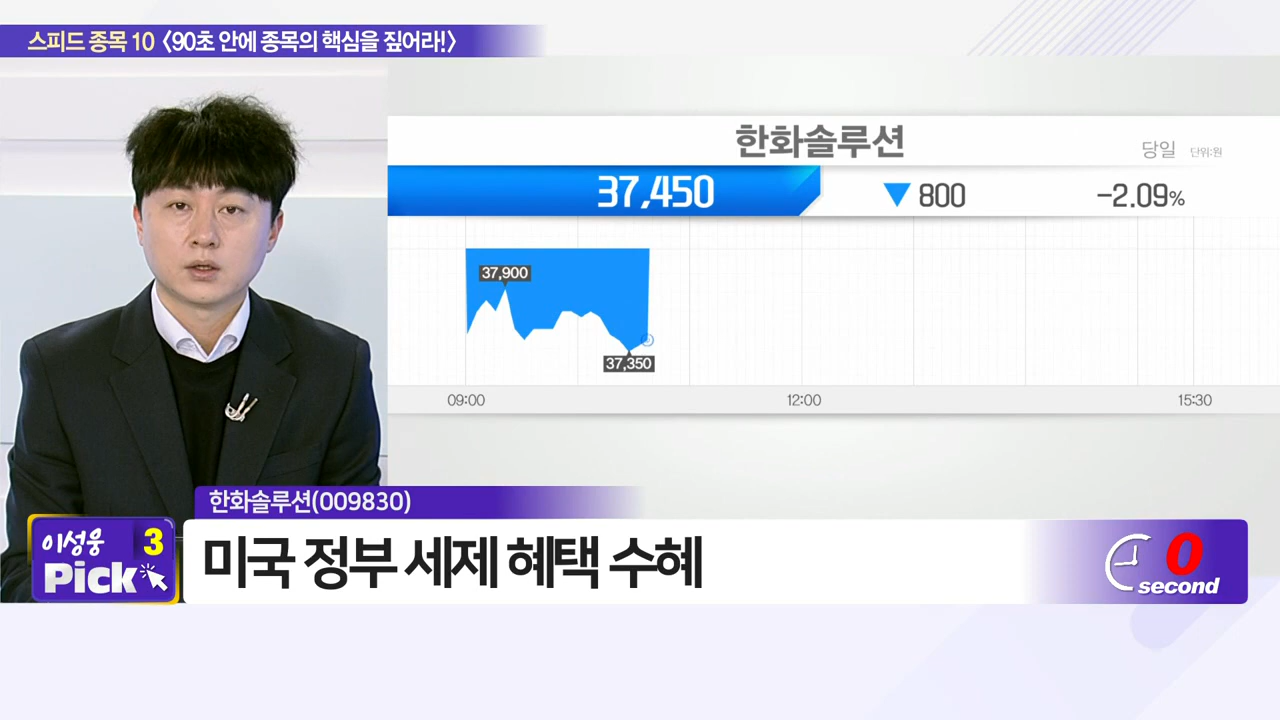 스피드 종목 10 <90초 안에 종목의 핵심을 짚어라!>
한화솔루션
당일 단위:원
37,450 ▼ 800 -2.09%
37,900
37,350
09:00 12:00 15:30
한화솔루션(009830)
이성웅 3
Pick
미국 정부 세제 혜택 수혜
0
second